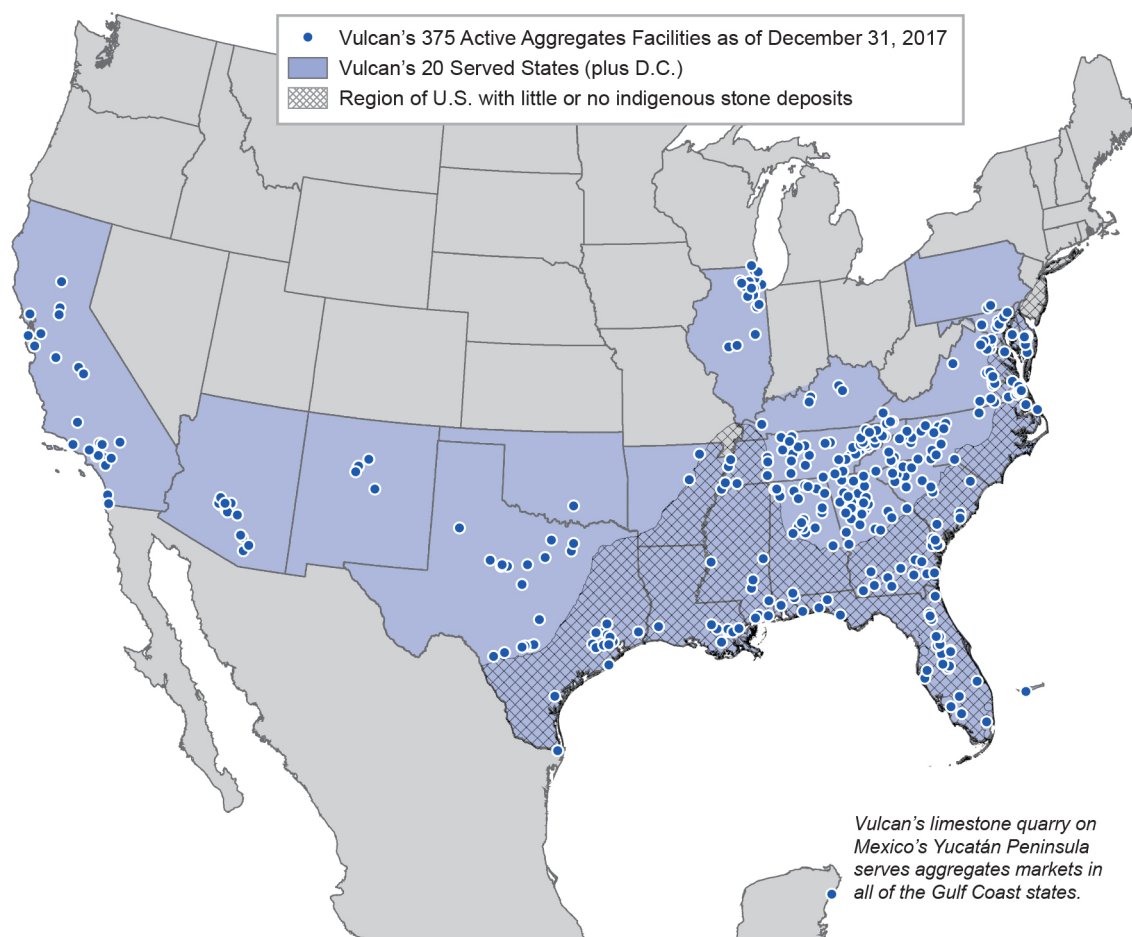 Vulcan's 375 Active Aggregates Facilities as of December 31, 2017
Vulcan's 20 Served States (plus D.C.)
Region of U.S. with little or no indigenous stone deposits
Vulcan's limestone quarry on
Mexico's Yucatán Peninsula
serves aggregates markets in
all of the Gulf Coast states.